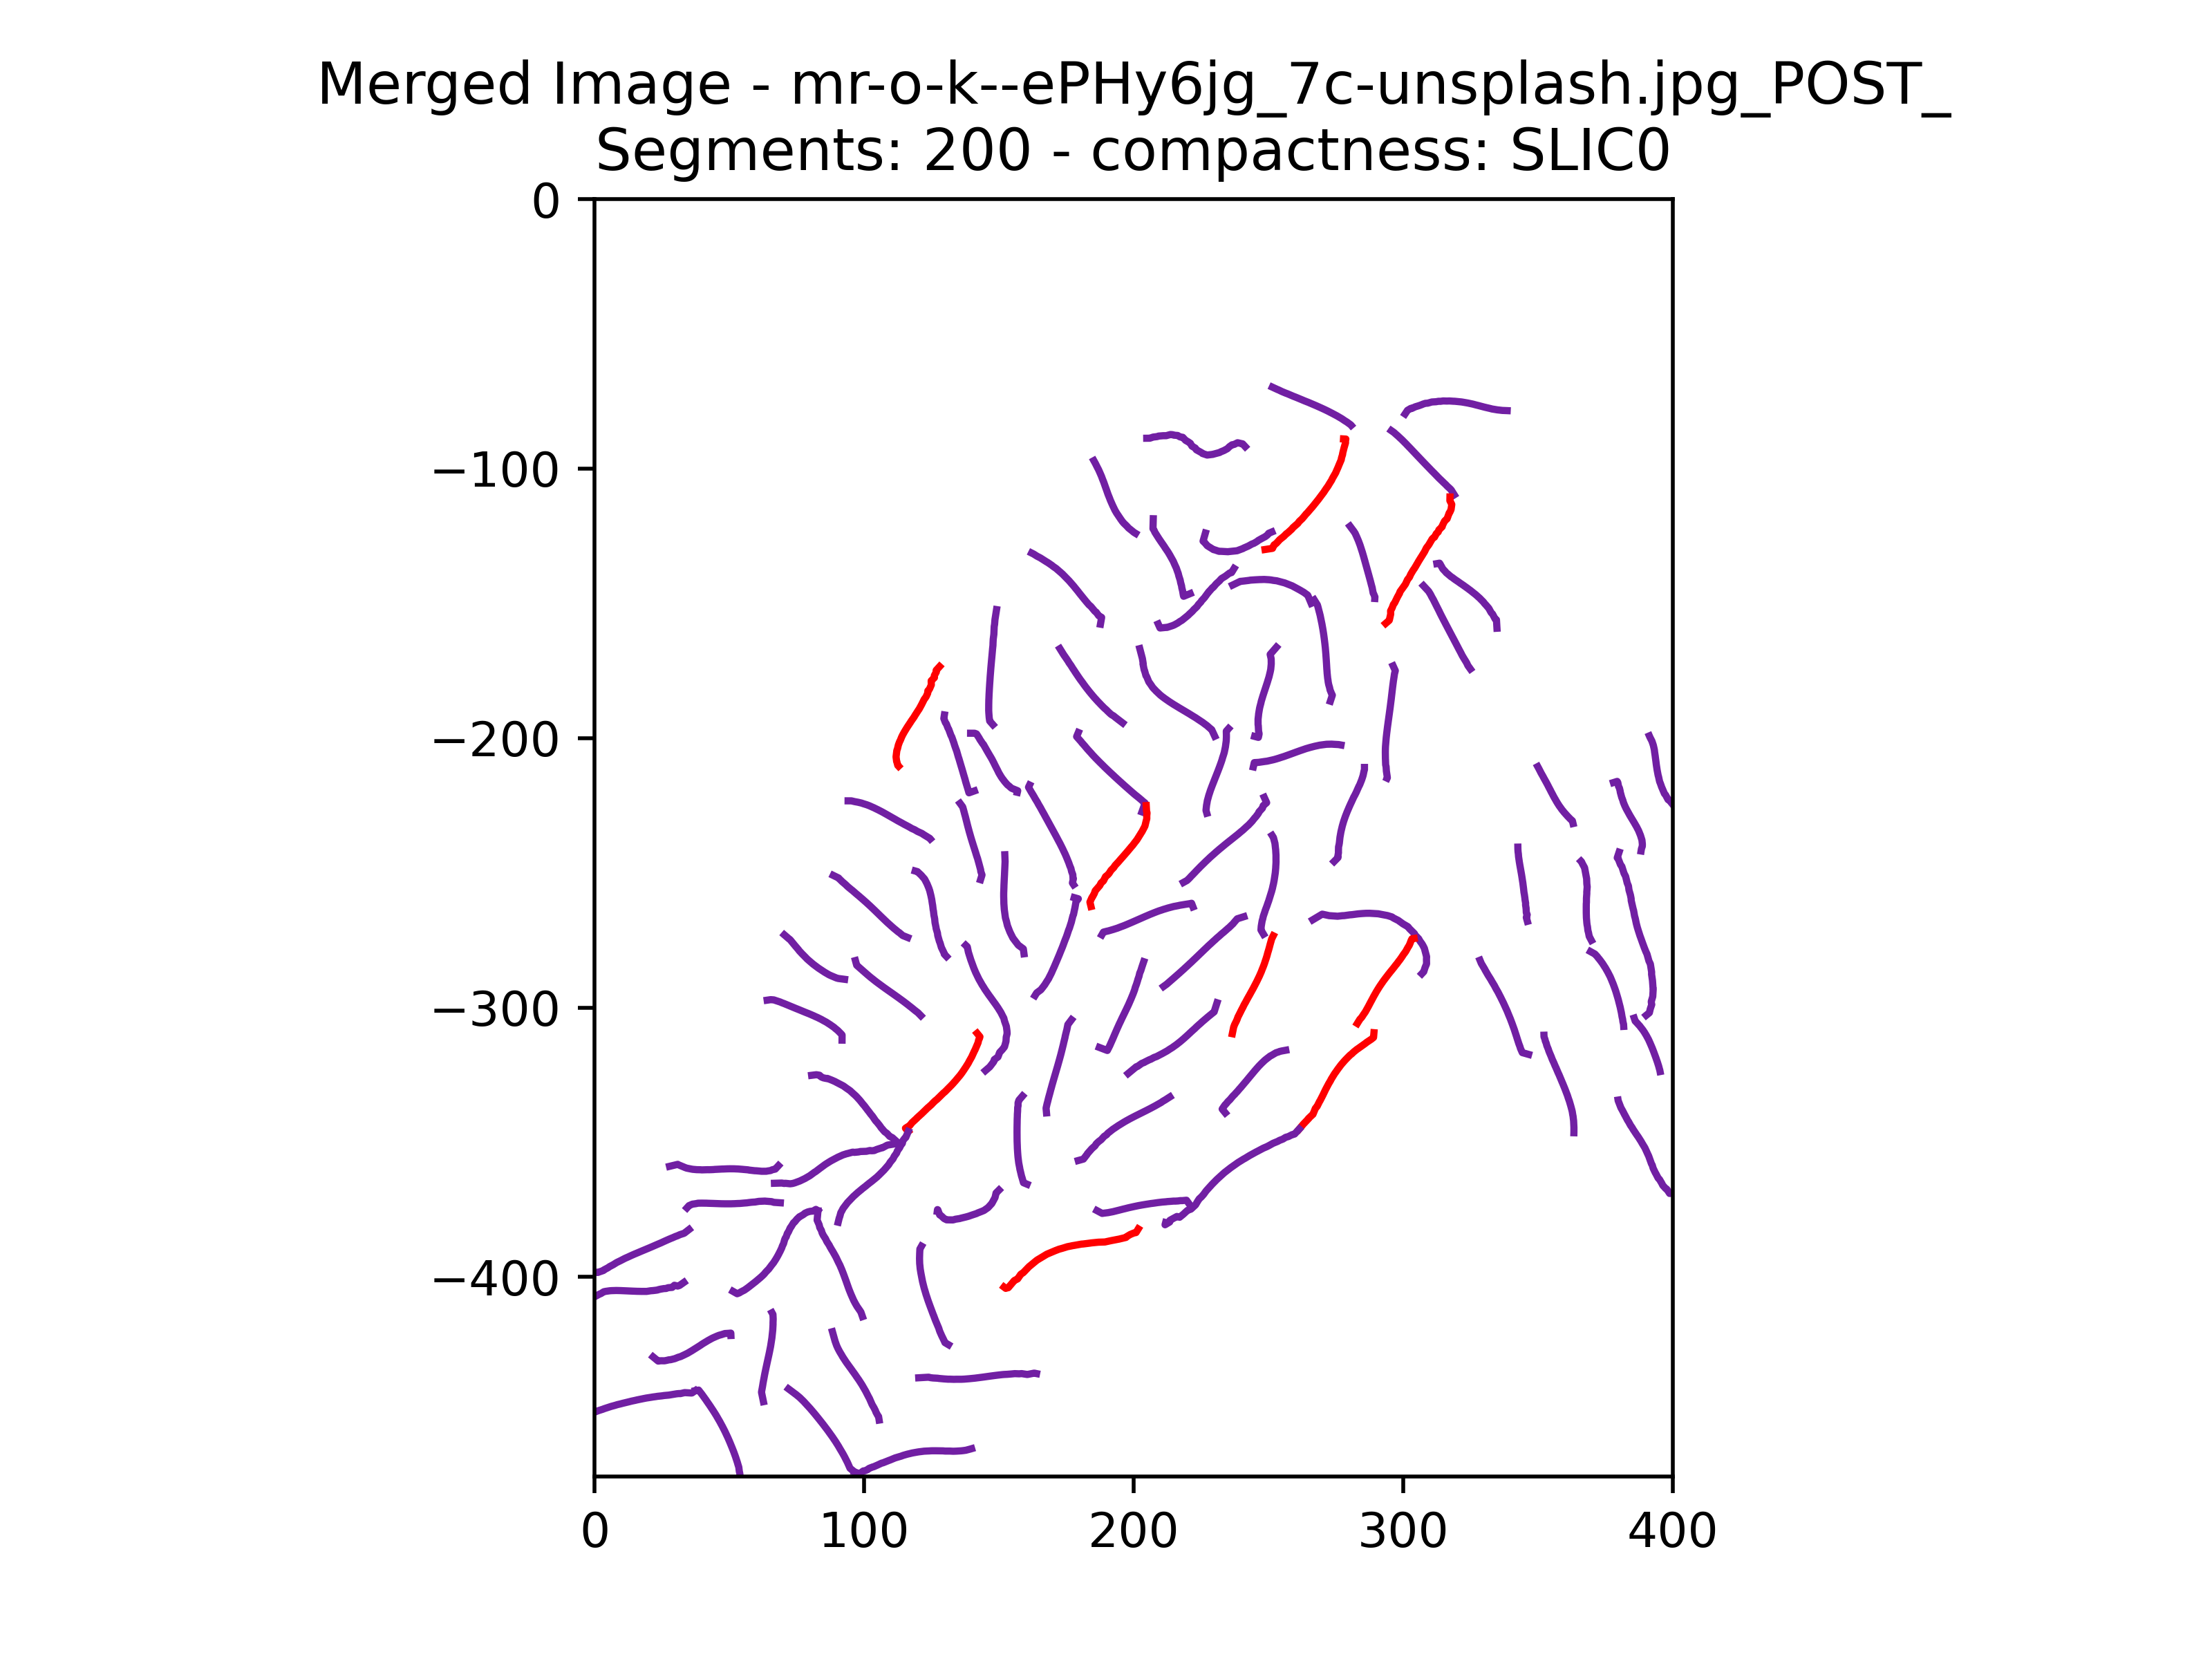 Merged Image - mr-o-k--ePHy6jg_7c-unsplash.jpg_POST_
Segments: 200 - compactness: SLIC0
0
−100
−200
−300
−400
0 100 200 300 400